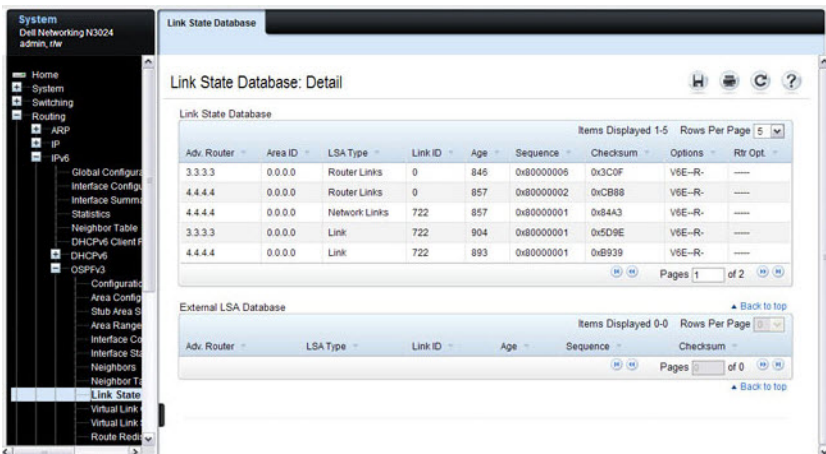 System
Dell Networking N3024
admin, r/w
Home
System
Switching
Routing
ARP
IP
IPv6
Global Configura
Interface Configu
Interface Summa
Statistics
Neighbor Table
DHCPv6 Client P
DHCPv6
OSPFv3
Configuratio
Area Config
Stub Area S
Area Range
Interface Co
Interface Sta
Neighbors
Neighbor Ta
Link State
Virtual Link
Virtual Link
Route Redis
Link State Database
Link State Database: Detail
Link State Database
Items Displayed 1-5 Rows Per Page 5
Adv. Router Area ID LSA Type Link ID Age Sequence Checksum Options Rtr Opt.
3.3.3.3 0.0.0.0 Router Links 0 846 0x80000006 0x3C0F V6E--R- -----
4.4.4.4 0.0.0.0 Router Links 0 857 0x80000002 0xCB88 V6E--R- -----
4.4.4.4 0.0.0.0 Network Links 722 857 0x80000001 0x84A3 V6E--R- -----
3.3.3.3 0.0.0.0 Link 722 904 0x80000001 0x5D9E V6E--R- -----
4.4.4.4 0.0.0.0 Link 722 893 0x80000001 0xB939 V6E--R- -----
Pages 1 of 2
Back to top
External LSA Database
Items Displayed 0-0 Rows Per Page 0
Adv. Router LSA Type Link ID Age Sequence Checksum
Pages 0 of 0
Back to top